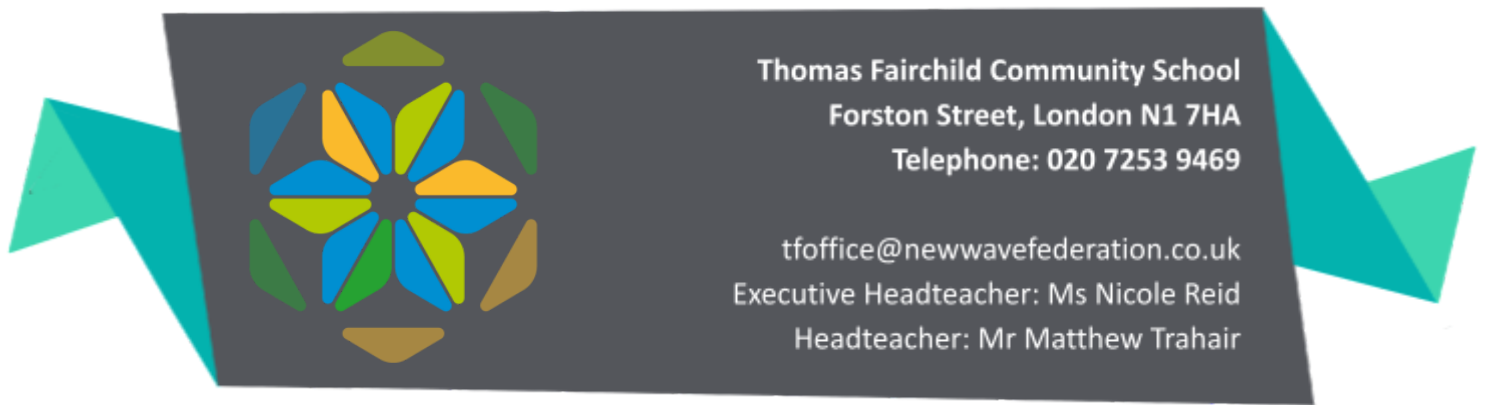 Thomas Fairchild Community School
Forston Street, London N1 7HA
Telephone: 020 7253 9469
tfoffice@newwavefederation.co.uk
Executive Headteacher: Ms Nicole Reid
Headteacher: Mr Matthew Trahair